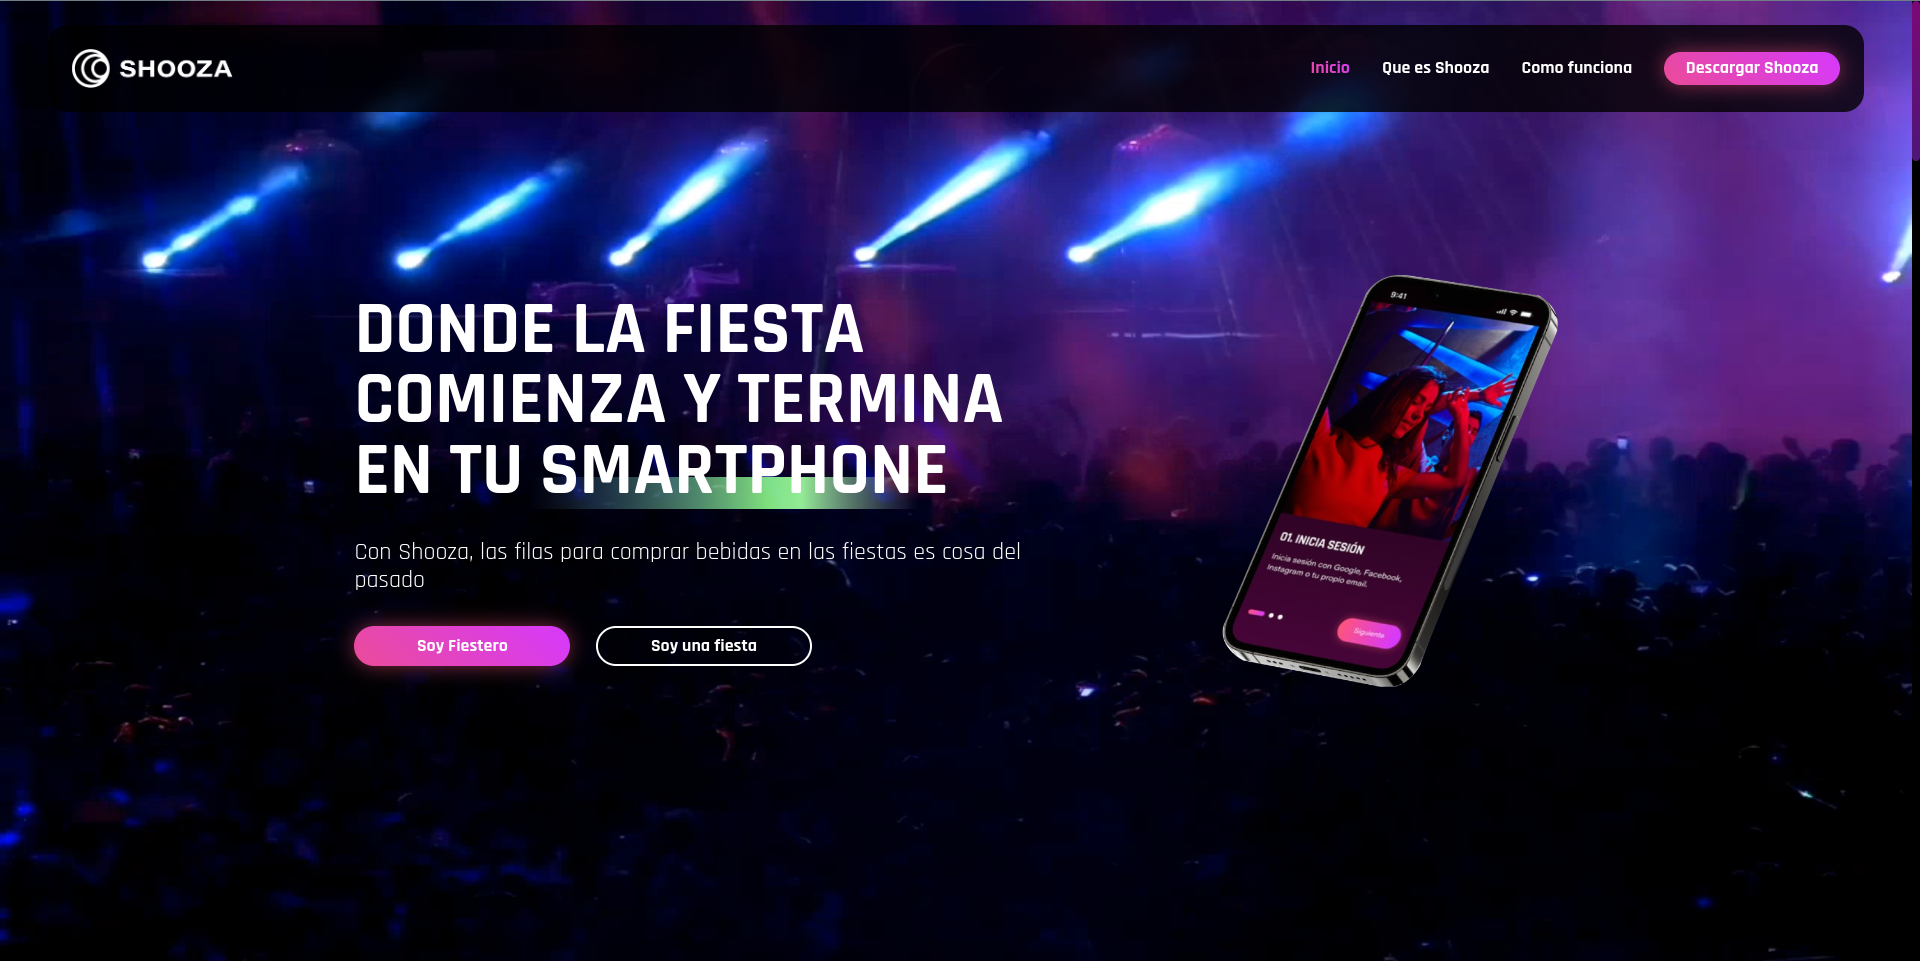 SHOOZA
Inicio
Que es Shooza
Como funciona
Descargar Shooza
DONDE LA FIESTA
COMIENZA Y TERMINA
EN TU SMARTPHONE
Con Shooza, las filas para comprar bebidas en las fiestas es cosa del
pasado
Soy Fiestero
Soy una fiesta
9:41
01. INICIA SESIÓN
Inicia sesión con Google, Facebook,
Instagram o tu propio email.
Siguiente